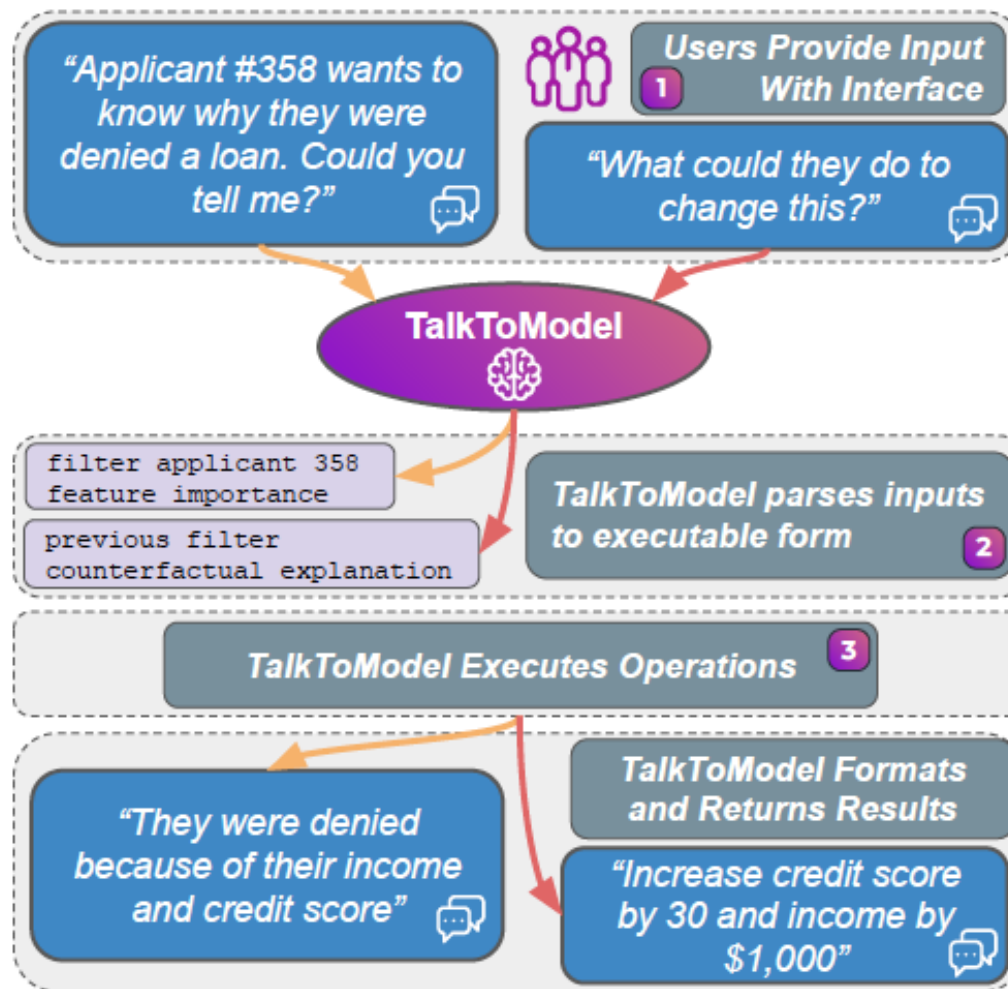 “Applicant #358 wants to
know why they were
denied a loan. Could you
tell me?”
Users Provide Input
With Interface
1
“What could they do to
change this?”
TalkToModel
filter applicant 358
feature importance
previous filter
counterfactual explanation
TalkToModel parses inputs
to executable form
2
TalkToModel Executes Operations
3
TalkToModel Formats
and Returns Results
“They were denied
because of their income
and credit score”
“Increase credit score
by 30 and income by
$1,000”